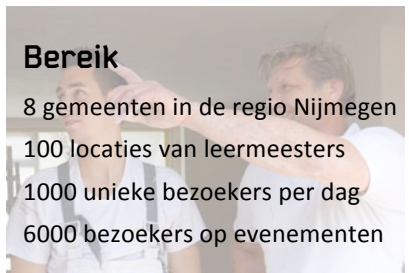 Bereik
8 gemeenten in de regio Nijmegen
100 locaties van leermeesters
1000 unieke bezoekers per dag
6000 bezoekers op evenementen